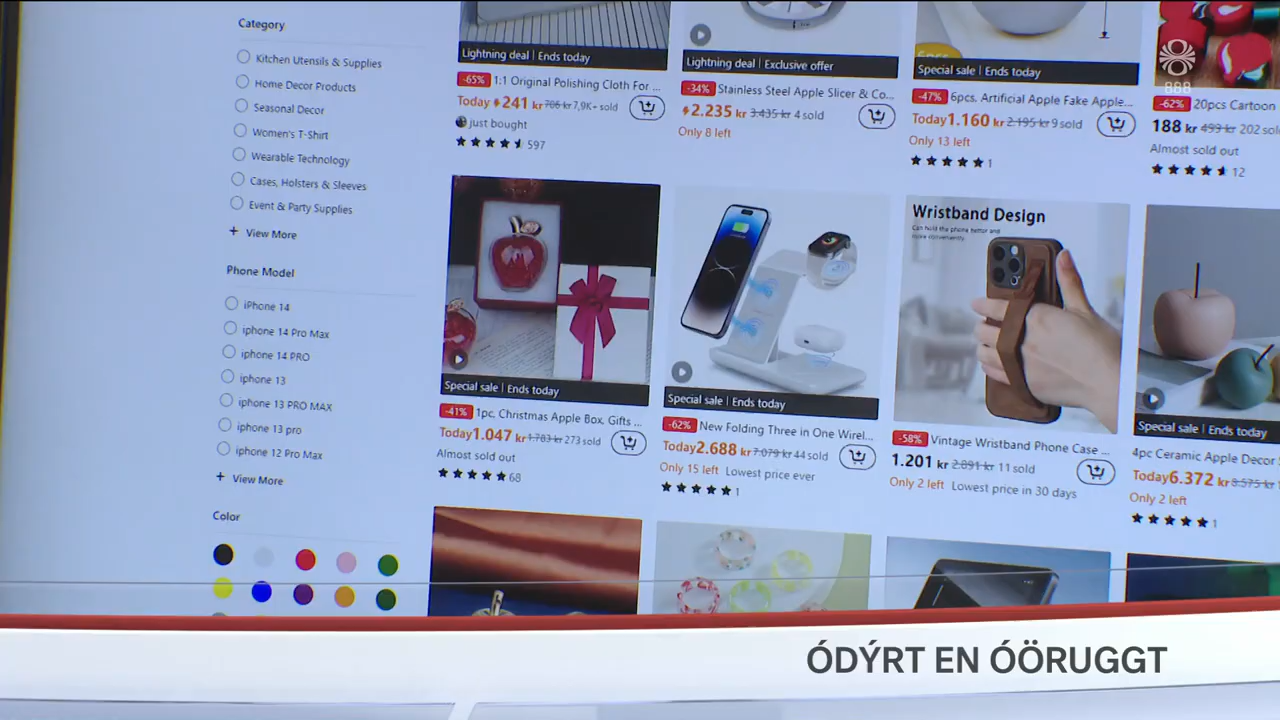 Category
Kitchen Utensils & Supplies
Home Decor Products
Seasonal Decor
Women's T-Shirt
Wearable Technology
Cases, Holsters & Sleeves
Event & Party Supplies
+ View More
Phone Model
iPhone 14
iphone 14 Pro Max
iphone 14 PRO
iphone 13
iphone 13 PRO MAX
iphone 13 pro
iphone 12 Pro Max
+ View More
Color
Lightning deal | Ends today
-65% 1:1 Original Polishing Cloth For ...
Today 241 kr 706 kr 7,9K+ sold
just bought
597
Lightning deal | Exclusive offer
-34% Stainless Steel Apple Slicer & Co...
2.235 kr 3.435 kr 4 sold
Only 8 left
Special sale | Ends today
-47% 6pcs, Artificial Apple Fake Apple...
Today 1.160 kr 2.195 kr 9 sold
Only 13 left
1
-62% 20pcs Cartoon
188 kr 499 kr 202 sol
Almost sold out
12
Special sale | Ends today
-41% 1pc, Christmas Apple Box, Gifts ...
Today 1.047 kr 1.783 kr 273 sold
Almost sold out
68
Special sale | Ends today
-62% New Folding Three in One Wirel...
Today 2.688 kr 7.079 kr 44 sold
Only 15 left Lowest price ever
1
Wristband Design
Can hold the phone better and
more conveniently
-58% Vintage Wristband Phone Case ...
1.201 kr 2.891 kr 11 sold
Only 2 left Lowest price in 30 days
Special sale | Ends today
4pc Ceramic Apple Decor
Today 6.372 kr 8.575 kr
Only 2 left
1
888
ÓDÝRT EN ÓÖRUGGT